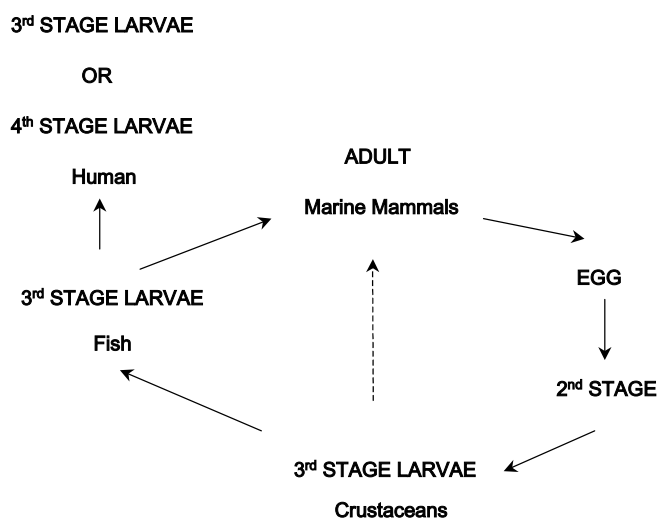 3rd STAGE LARVAE
OR
4th STAGE LARVAE
Human
ADULT
Marine Mammals
EGG
3rd STAGE LARVAE
Fish
2nd STAGE
3rd STAGE LARVAE
Crustaceans